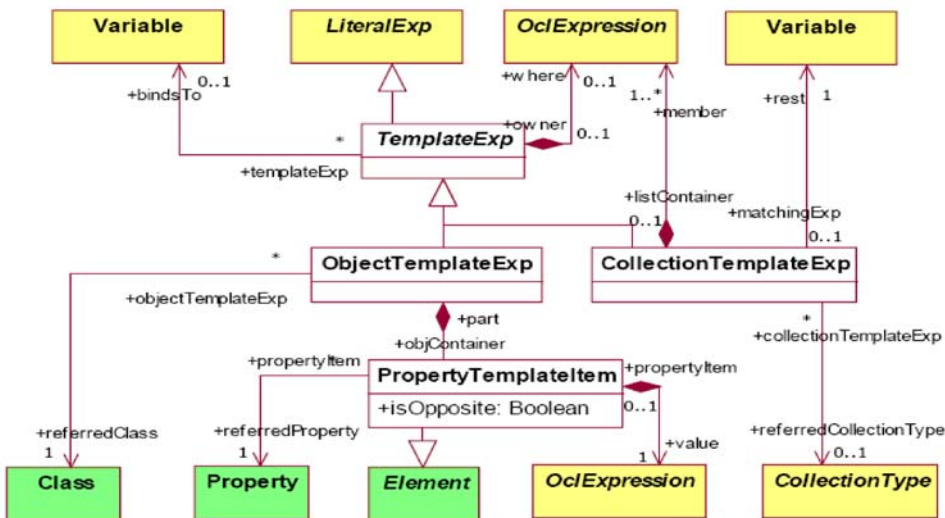 Variable
LiteralExp
OclExpression
Variable
0..1
+bindsTo
+where
0..1
1..*
+member
+rest
1
+owner
*
TemplateExp
0..1
+templateExp
+listContainer
0..1
+matchingExp
0..1
*
ObjectTemplateExp
CollectionTemplateExp
+objectTemplateExp
+part
+objContainer
*
+collectionTemplateExp
+propertyItem
PropertyTemplateItem
+propertyItem
+isOpposite: Boolean
0..1
+referredClass
1
+referredProperty
1
+value
1
+referredCollectionType
0..1
Class
Property
Element
OclExpression
CollectionType